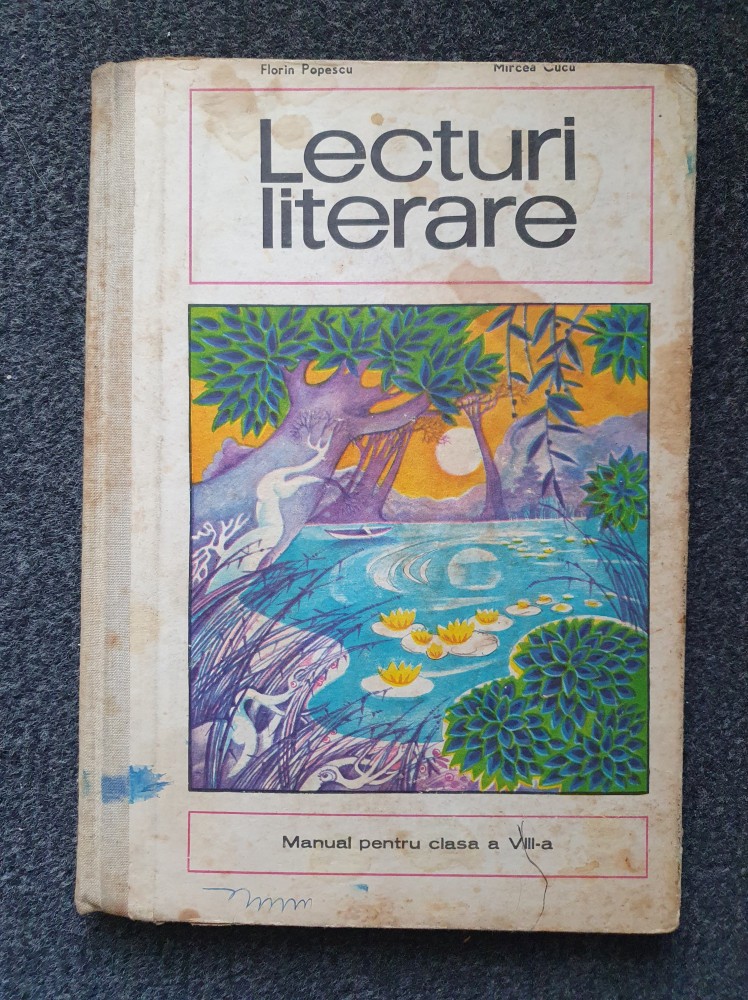 Florin Popescu Mircea Cucu
Lecturi
literare
Manual pentru clasa a VIII-a